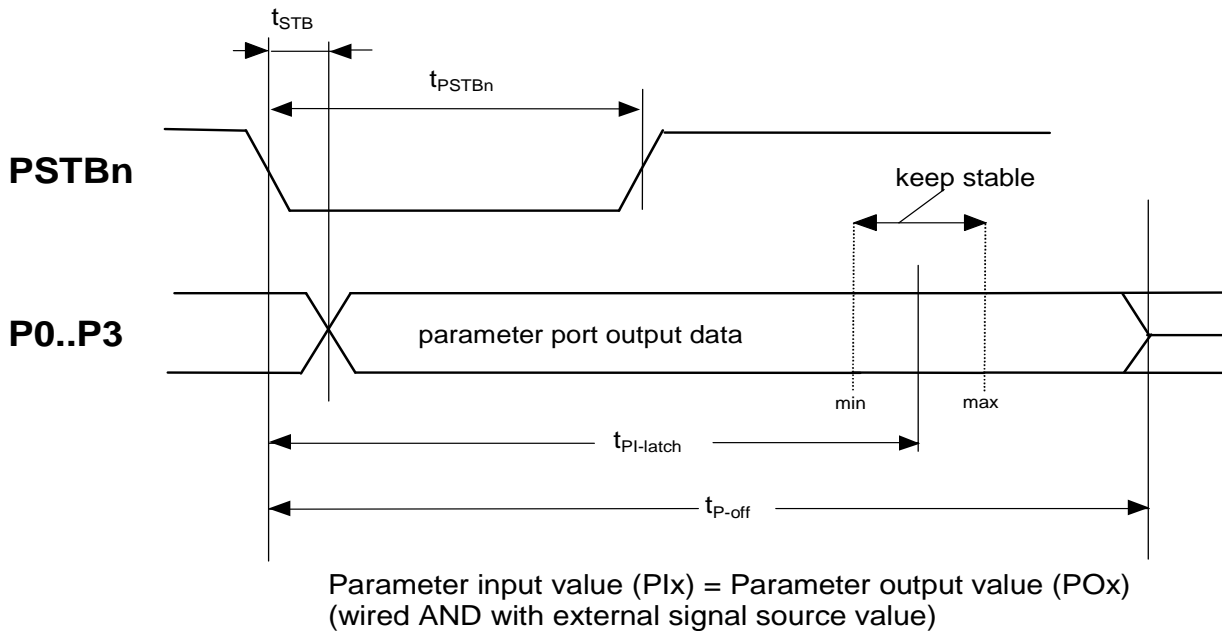 tSTB
tPSTBn
PSTBn
keep stable
P0..P3
parameter port output data
min
max
tPI-latch
tP-off
Parameter input value (PIx) = Parameter output value (POx)
(wired AND with external signal source value)